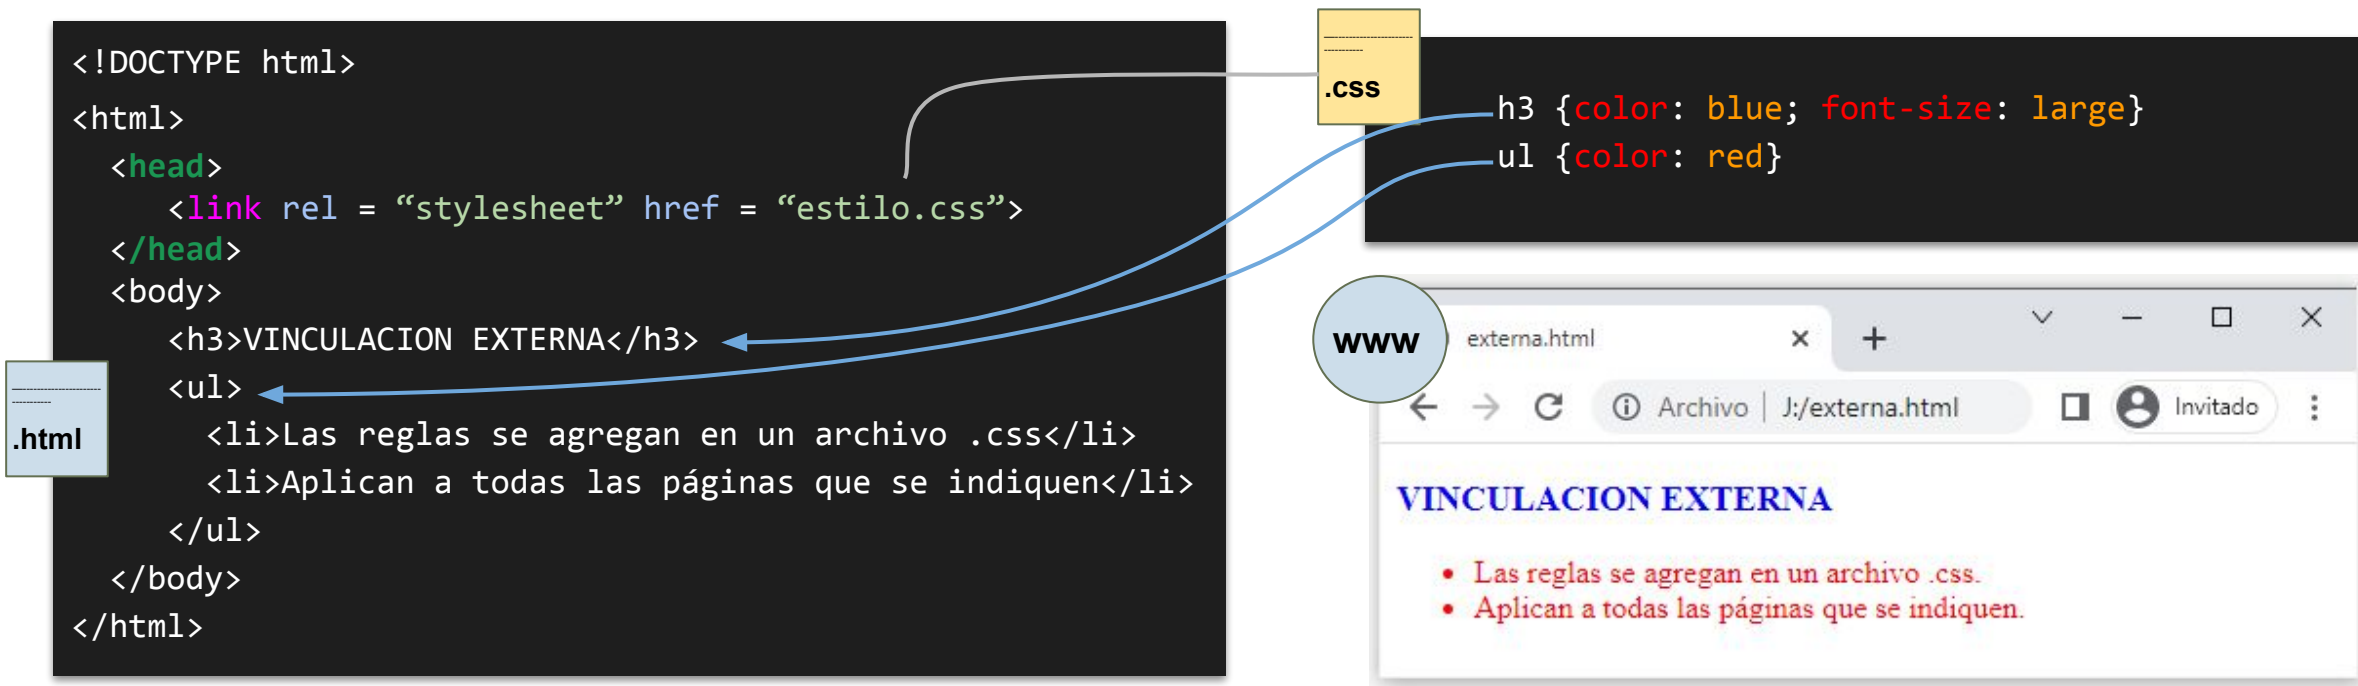 <!DOCTYPE html>
<html>
<head>
<link rel = “stylesheet” href = “estilo.css”>
</head>
<body>
<h3>VINCULACION EXTERNA</h3>
<ul>
<li>Las reglas se agregan en un archivo .css</li>
<li>Aplican a todas las páginas que se indiquen</li>
</ul>
</body>
</html>
.html
.css
h3 {color: blue; font-size: large}
ul {color: red}
www
externa.html
Archivo | J:/externa.html
Invitado
VINCULACION EXTERNA
• Las reglas se agregan en un archivo .css.
• Aplican a todas las páginas que se indiquen.